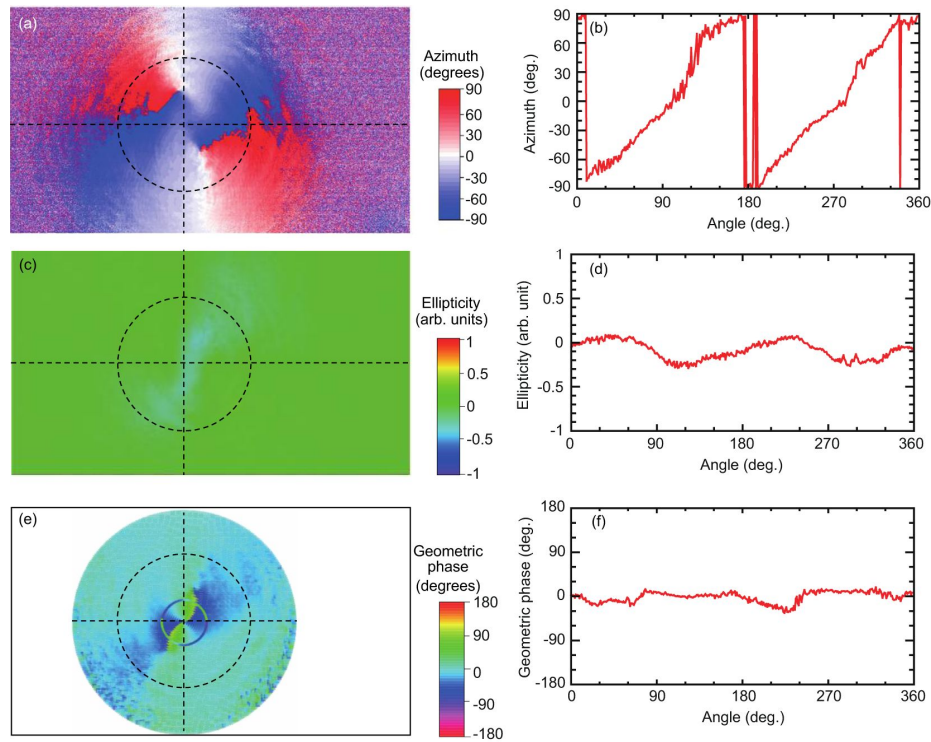 (a)
Azimuth
(degrees)
90
60
30
0
-30
-60
-90
(b)
Azimuth (deg.)
90
60
30
0
-30
-60
-90
0
90
180
270
360
Angle (deg.)
(c)
Ellipticity
(arb. units)
1
0.5
0
-0.5
-1
(d)
Ellipticity (arb. unit)
1
0.5
0
-0.5
-1
0
90
180
270
360
Angle (deg.)
(e)
Geometric
phase
(degrees)
180
90
0
-90
-180
(f)
Geometric phase (deg.)
180
90
0
-90
-180
0
90
180
270
360
Angle (deg.)